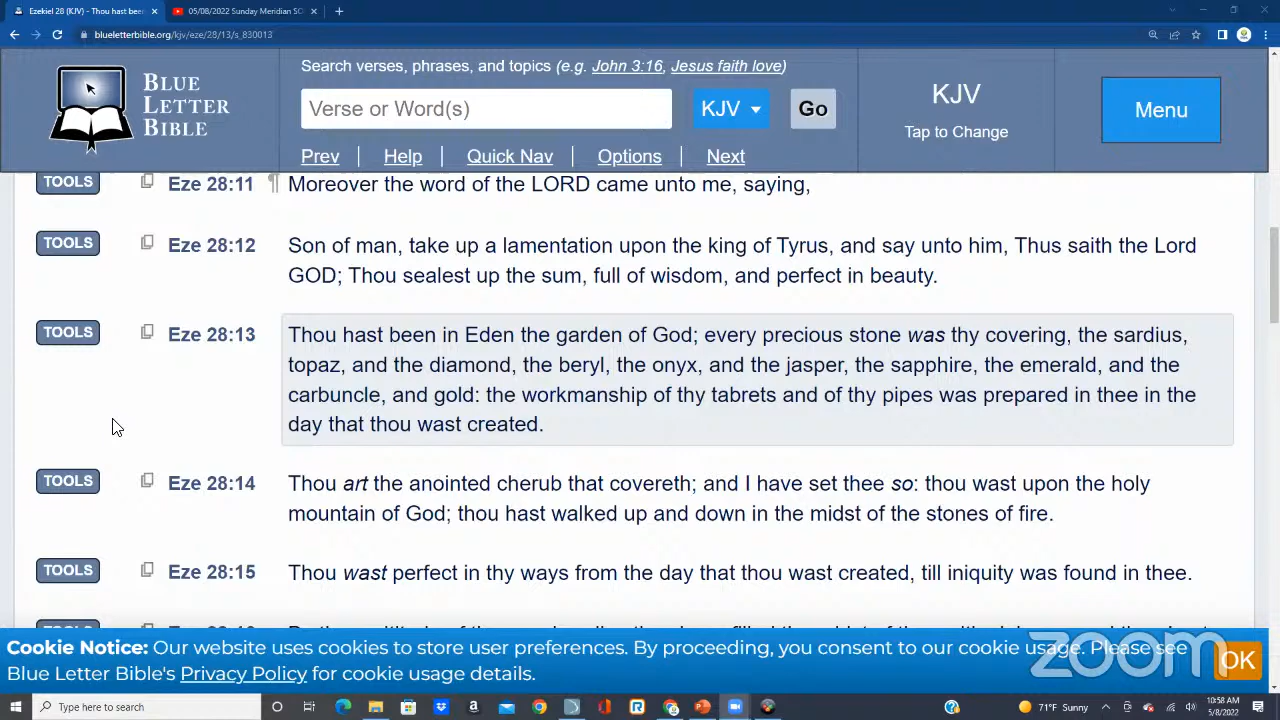 Ezekiel 28 (KJV) - Thou hast bee
05/08/2022 Sunday Meridian SO
blueletterbible.org/kjv/eze/28/13/s_830013
BLUE
LETTER
BIBLE
Search verses, phrases, and topics (e.g. John 3:16, Jesus faith love)
Verse or Word(s)
KJV
Go
Prev | Help | Quick Nav | Options | Next
KJV
Tap to Change
Menu
TOOLS Eze 28:11 ¶ Moreover the word of the LORD came unto me, saying,
TOOLS Eze 28:12 Son of man, take up a lamentation upon the king of Tyrus, and say unto him, Thus saith the Lord
GOD; Thou sealest up the sum, full of wisdom, and perfect in beauty.
TOOLS Eze 28:13 Thou hast been in Eden the garden of God; every precious stone was thy covering, the sardius,
topaz, and the diamond, the beryl, the onyx, and the jasper, the sapphire, the emerald, and the
carbuncle, and gold: the workmanship of thy tabrets and of thy pipes was prepared in thee in the
day that thou wast created.
TOOLS Eze 28:14 Thou art the anointed cherub that covereth; and I have set thee so: thou wast upon the holy
mountain of God; thou hast walked up and down in the midst of the stones of fire.
TOOLS Eze 28:15 Thou wast perfect in thy ways from the day that thou wast created, till iniquity was found in thee.
Cookie Notice: Our website uses cookies to store user preferences. By proceeding, you consent to our cookie usage. Please see
Blue Letter Bible's Privacy Policy for cookie usage details.
OK
zoom
Type here to search
71°F Sunny
10:58 AM
5/8/2022